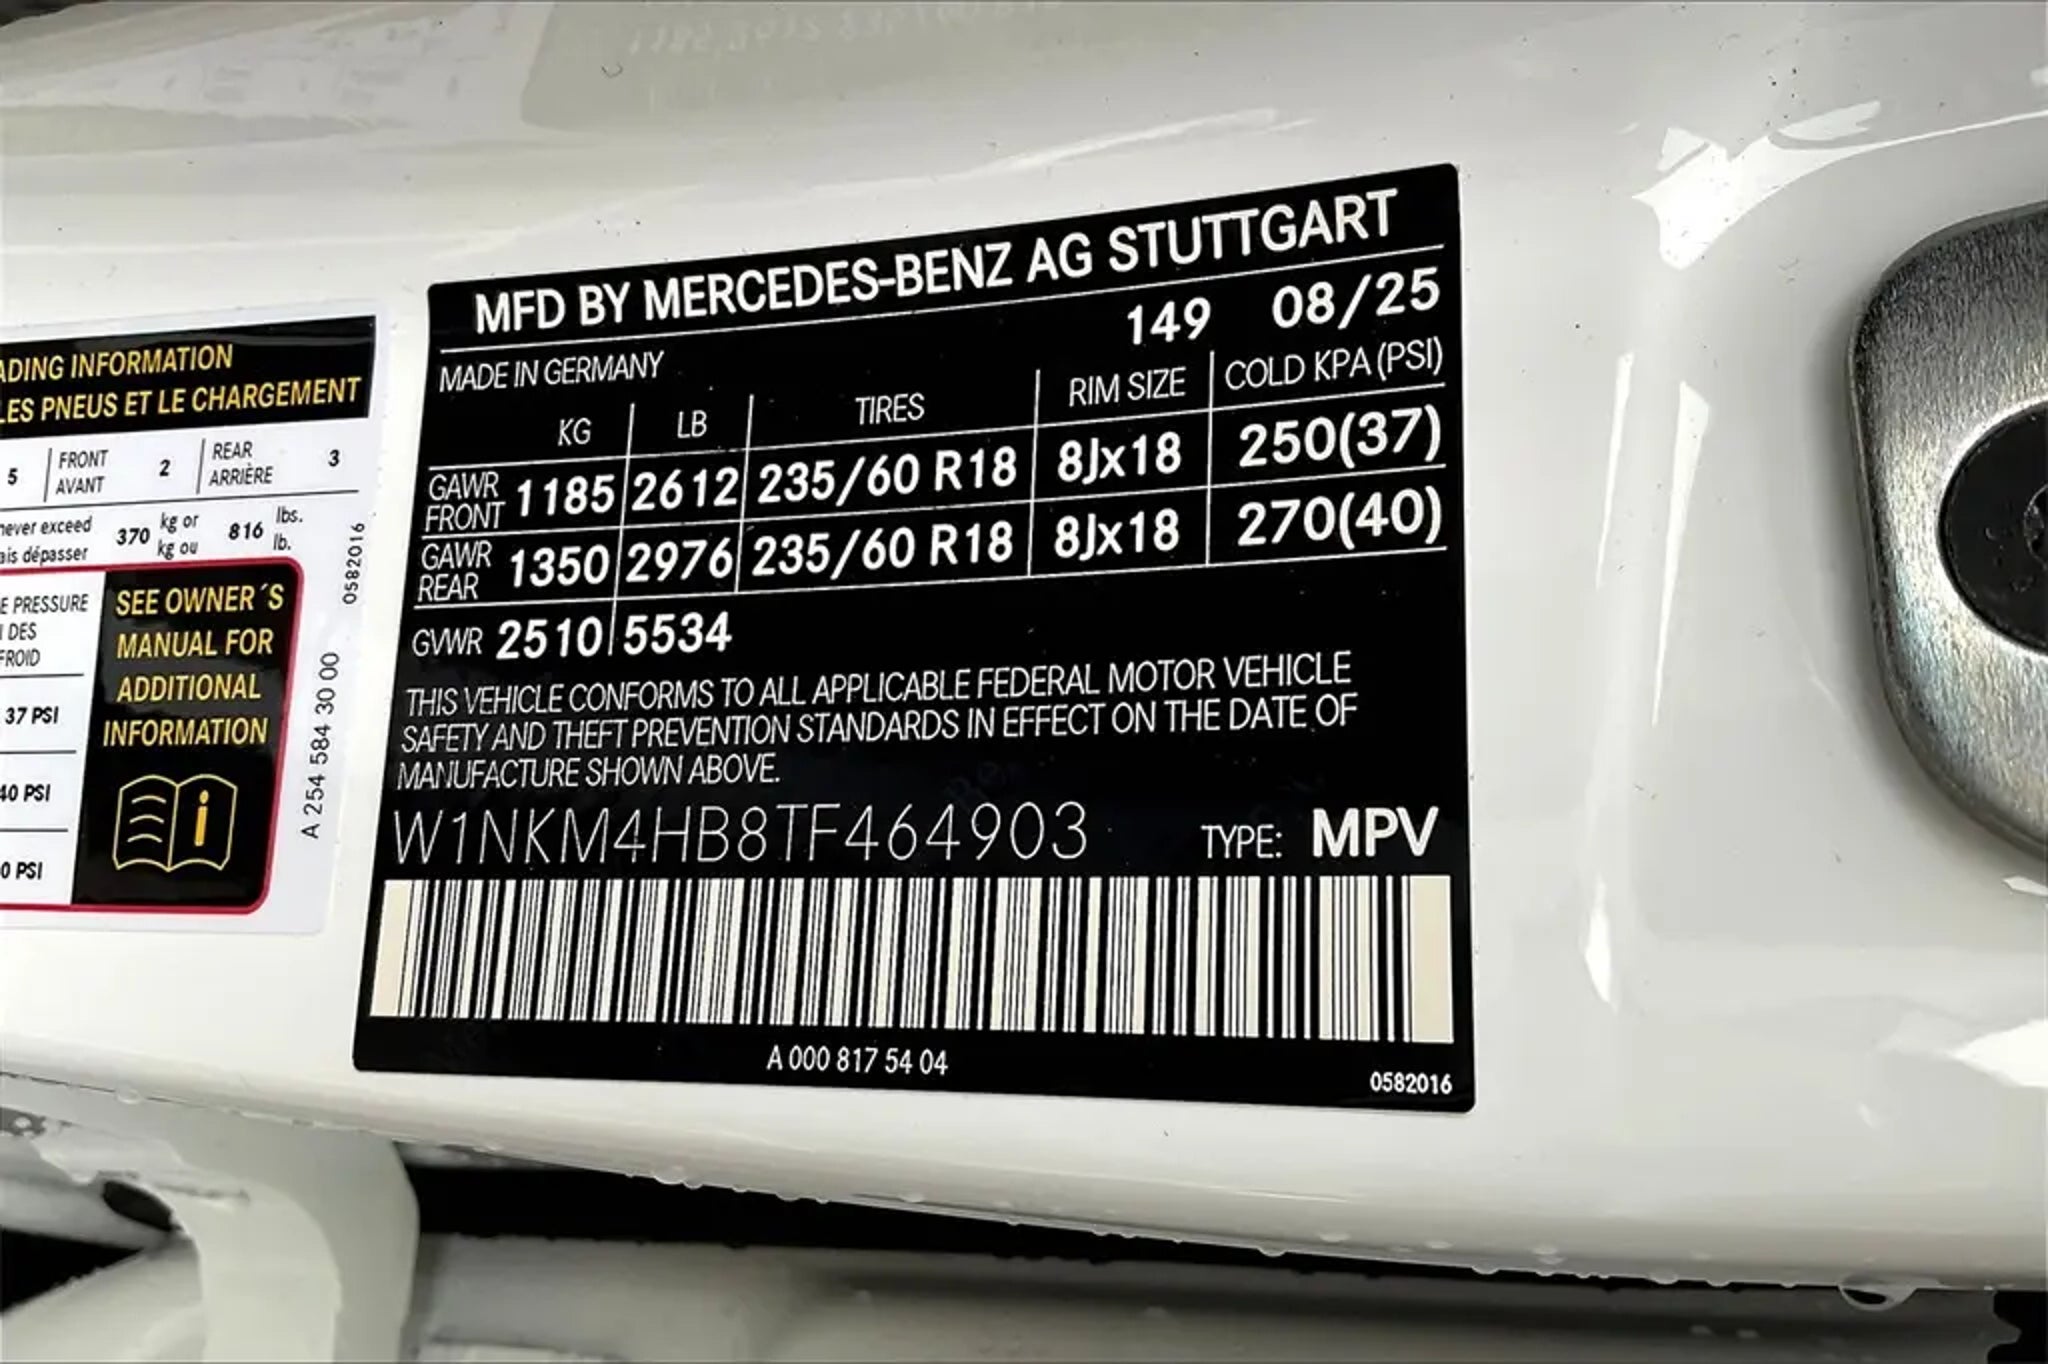 ADING INFORMATION
LES PNEUS ET LE CHARGEMENT
5 FRONT AVANT 2 REAR ARRIÈRE 3
never exceed 370 kg or 816 lbs.
ais dépasser kg ou lb.
E PRESSURE
DES
FROID
37 PSI
40 PSI
0 PSI
SEE OWNER´S
MANUAL FOR
ADDITIONAL
INFORMATION
A 254 584 30 00
0582016
MFD BY MERCEDES-BENZ AG STUTTGART
149 08/25
MADE IN GERMANY
KG LB TIRES RIM SIZE COLD KPA (PSI)
GAWR FRONT 1185 2612 235/60 R18 8Jx18 250(37)
GAWR REAR 1350 2976 235/60 R18 8Jx18 270(40)
GVWR 2510 5534
THIS VEHICLE CONFORMS TO ALL APPLICABLE FEDERAL MOTOR VEHICLE
SAFETY AND THEFT PREVENTION STANDARDS IN EFFECT ON THE DATE OF
MANUFACTURE SHOWN ABOVE.
W1NKM4HB8TF464903 TYPE: MPV
A 000 817 54 04
0582016